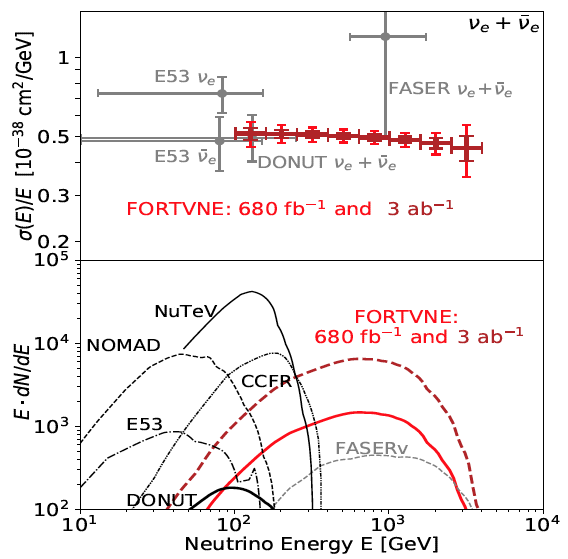 νₑ + ν̄ₑ
1
E53 νₑ
FASER νₑ+ν̄ₑ
0.5
E53 ν̄ₑ
DONUT νₑ + ν̄ₑ
0.3
FORTVNE: 680 fb⁻¹ and 3 ab⁻¹
0.2
σ(E)/E [10⁻³⁸ cm²/GeV]
10⁵
NuTeV
FORTVNE:
680 fb⁻¹ and 3 ab⁻¹
10⁴
NOMAD
CCFR
E53
10³
FASERν
DONUT
10²
E · dN/dE
10¹ 10² 10³ 10⁴
Neutrino Energy E [GeV]